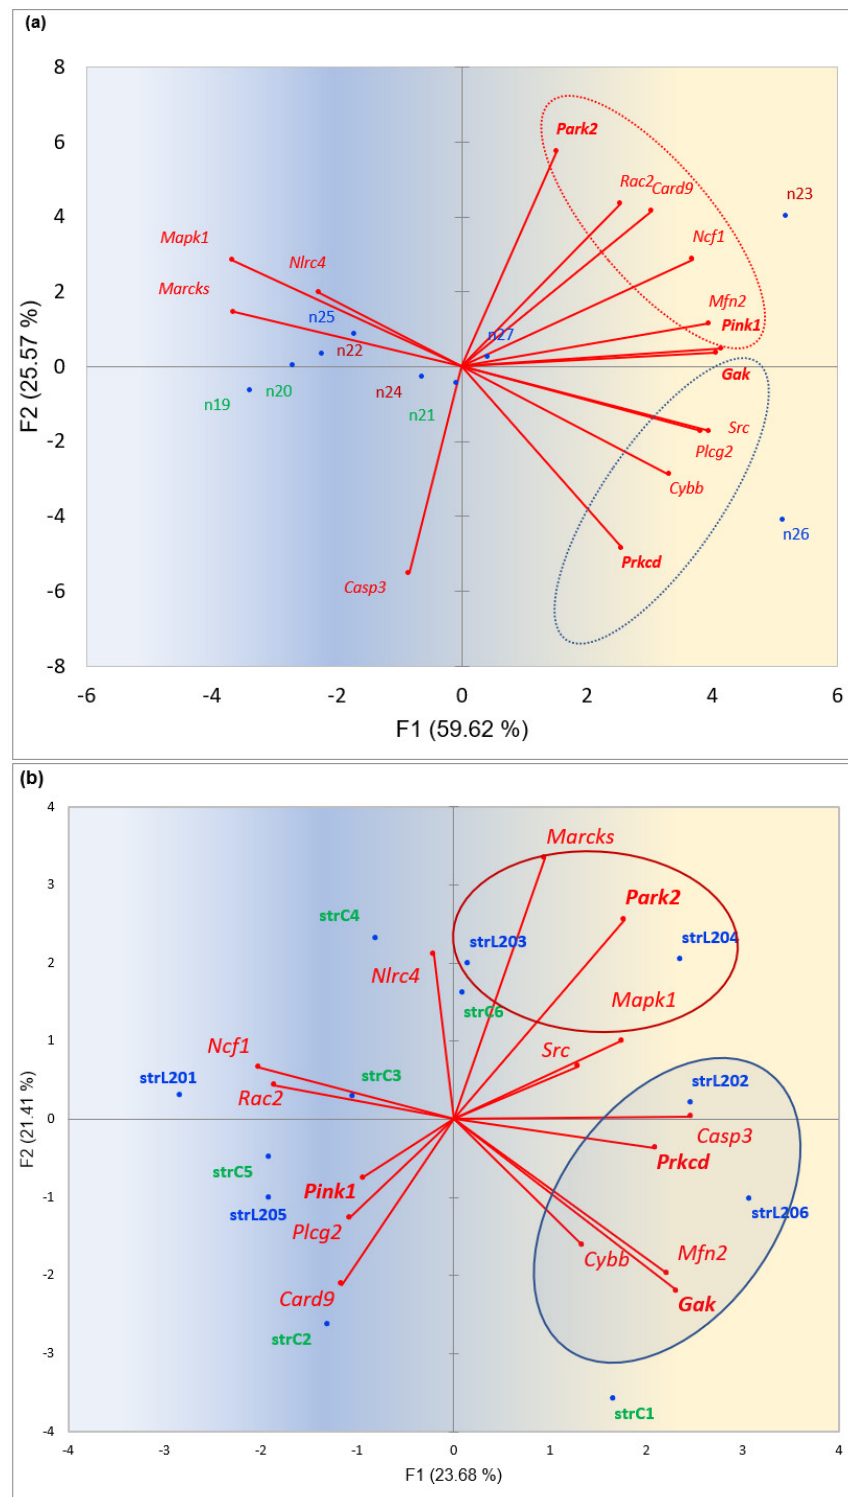 (a)
8
Park2
6
Rac2 Card9
n23
4
Ncf1
Mapk1
Nlrc4
Mfn2
Marcks
2
n25
Pink1
n27
n22
0
Gak
n24
n20
n19
n21
Src
-2
Plcg2
Cybb
-4
n26
Prkcd
Casp3
-6
-8
-6 -4 -2 0 2 4 6
F1 (59.62 %)
F2 (25.57 %)
(b)
4
Marcks
3
Park2
strC4
strL203
strL204
2
Nlrc4
Mapk1
strC6
Ncf1
Src
1
strL201
strC3
strL202
Rac2
0
Casp3
Prkcd
strC5
Pink1
-1
strL205
strL206
Plcg2
Cybb
Mfn2
-2
Card9
Gak
strC2
-3
strC1
-4
-4 -3 -2 -1 0 1 2 3 4
F1 (23.68 %)
F2 (21.41 %)